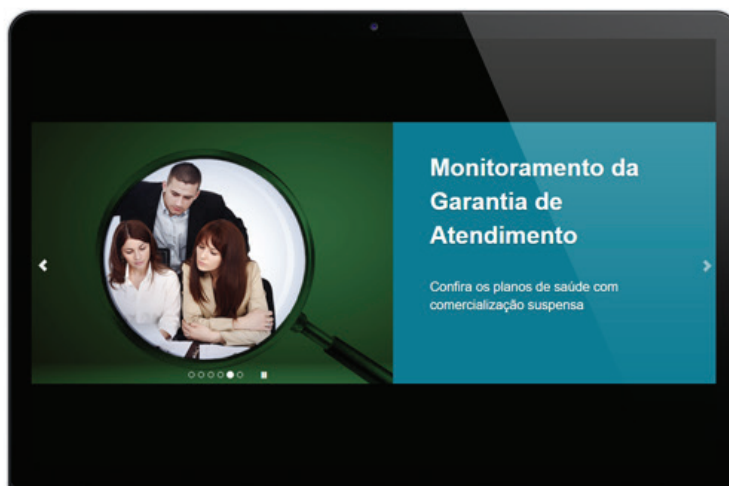 Monitoramento da
Garantia de
Atendimento
Confira os planos de saúde com
comercialização suspensa